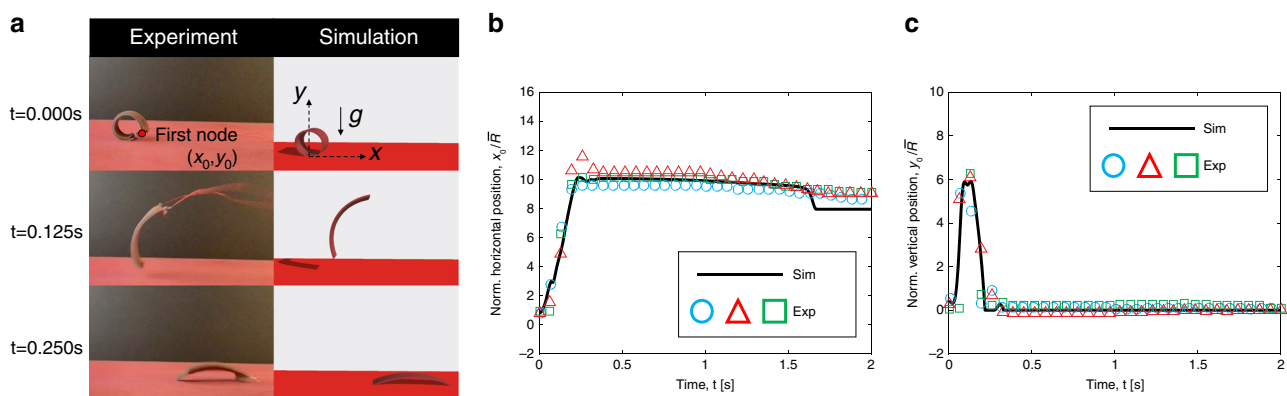 a
Experiment Simulation
t=0.000s
First node
(x0,y0)
y
g
x
t=0.125s
t=0.250s
b
Norm. horizontal position, x0/R̅
16
14
12
10
8
6
4
2
0
−2
0 0.5 1 1.5 2
Time, t [s]
Sim
Exp
c
Norm. vertical position, y0/R̅
10
8
6
4
2
0
−2
0 0.5 1 1.5 2
Time, t [s]
Sim
Exp